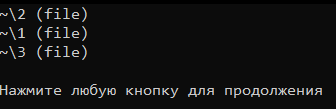 ~\2 (file)
~\1 (file)
~\3 (file)
Нажмите любую кнопку для продолжения